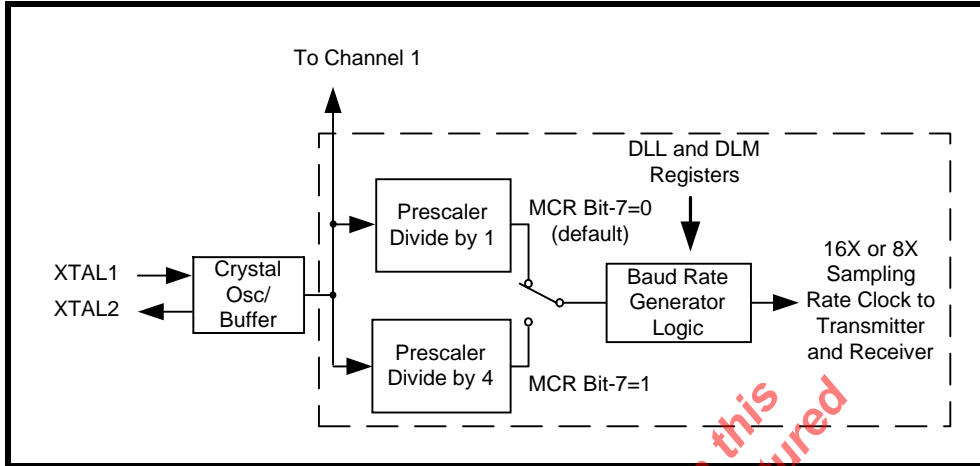 To Channel 1
DLL and DLM
Registers
Prescaler
Divide by 1
MCR Bit-7=0
(default)
XTAL1
XTAL2
Crystal
Osc/
Buffer
Baud Rate
Generator
Logic
16X or 8X
Sampling
Rate Clock to
Transmitter
and Receiver
Prescaler
Divide by 4
MCR Bit-7=1
this